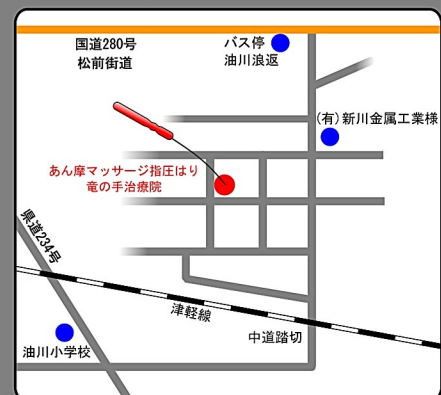 国道280号
松前街道
バス停
油川浪返
(有)新川金属工業様
あん摩マッサージ指圧はり
竜の手治療院
県道234号
津軽線
中道踏切
油川小学校